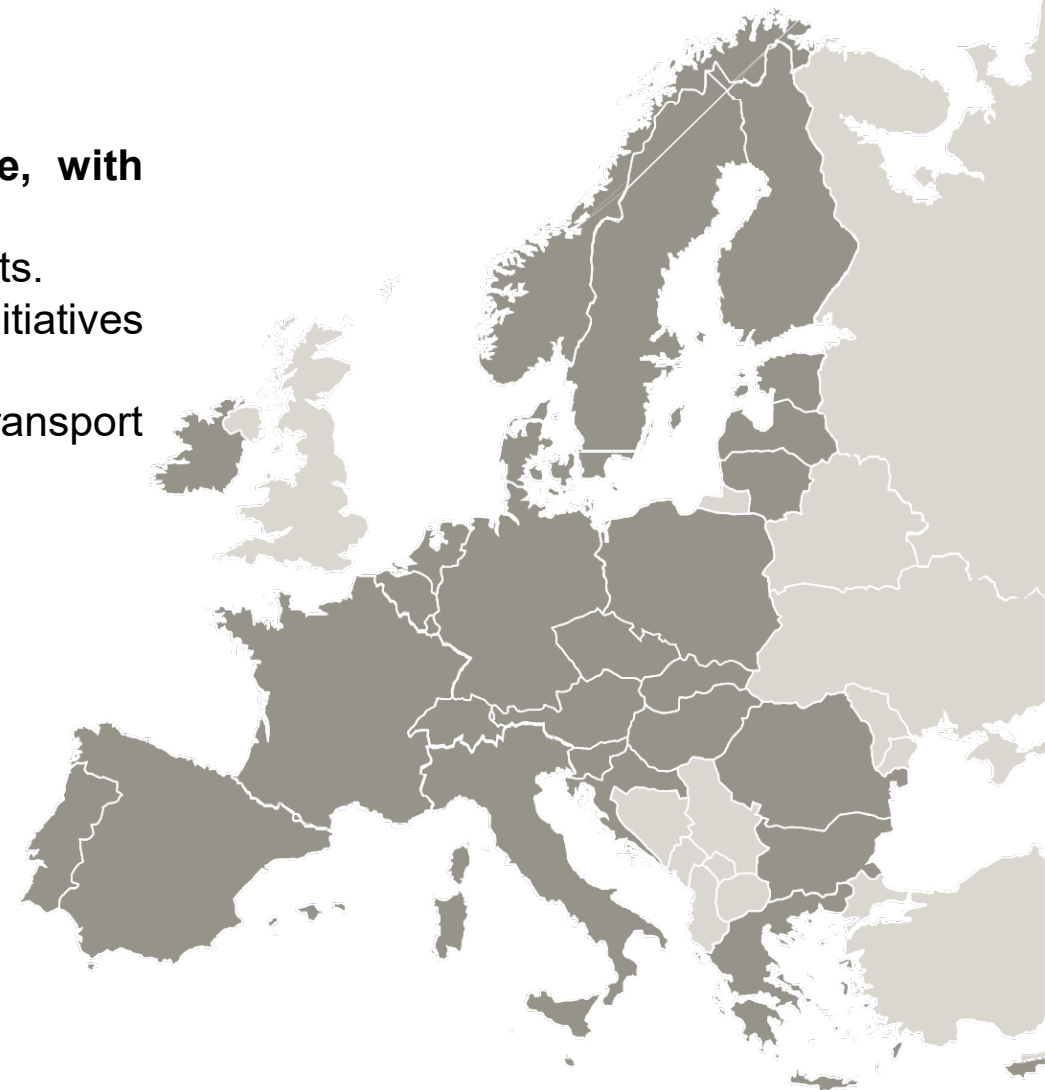 e, with
ts.
itiatives
ransport